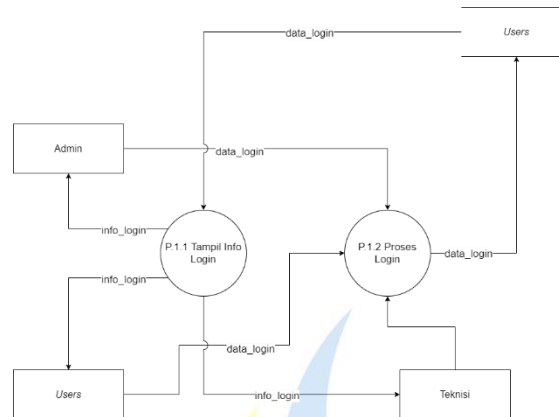 data_login
Users
Admin
data_login
P.1.1 Tampil Info
Login
P.1.2 Proses
Login
info_login
data_login
info_login
data_login
Users
info_login
Teknisi